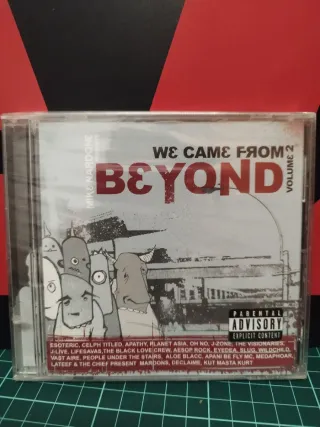 WE CAME FROM
BEYOND
VOLUME 2
PARENTAL
ADVISORY
EXPLICIT CONTENT
ESOTERIC, CELPH TITLED, APATHY, PLANET ASIA, OH NO, J-ZONE, THE VISIONARIES,
J-LIVE, LIFESAVAS, THE BLACK LOVE CREW, AESOP ROCK, EYEDEA, SLUG, WILDCHILD,
VAST AIRE, PEOPLE UNDER THE STAIRS, ALOE BLACC, APANI B FLY MC, MEDAPHOAR,
LATEEF & THE CHIEF PRESENT MAROONS, DECLAIME, KUT MASTA KURT